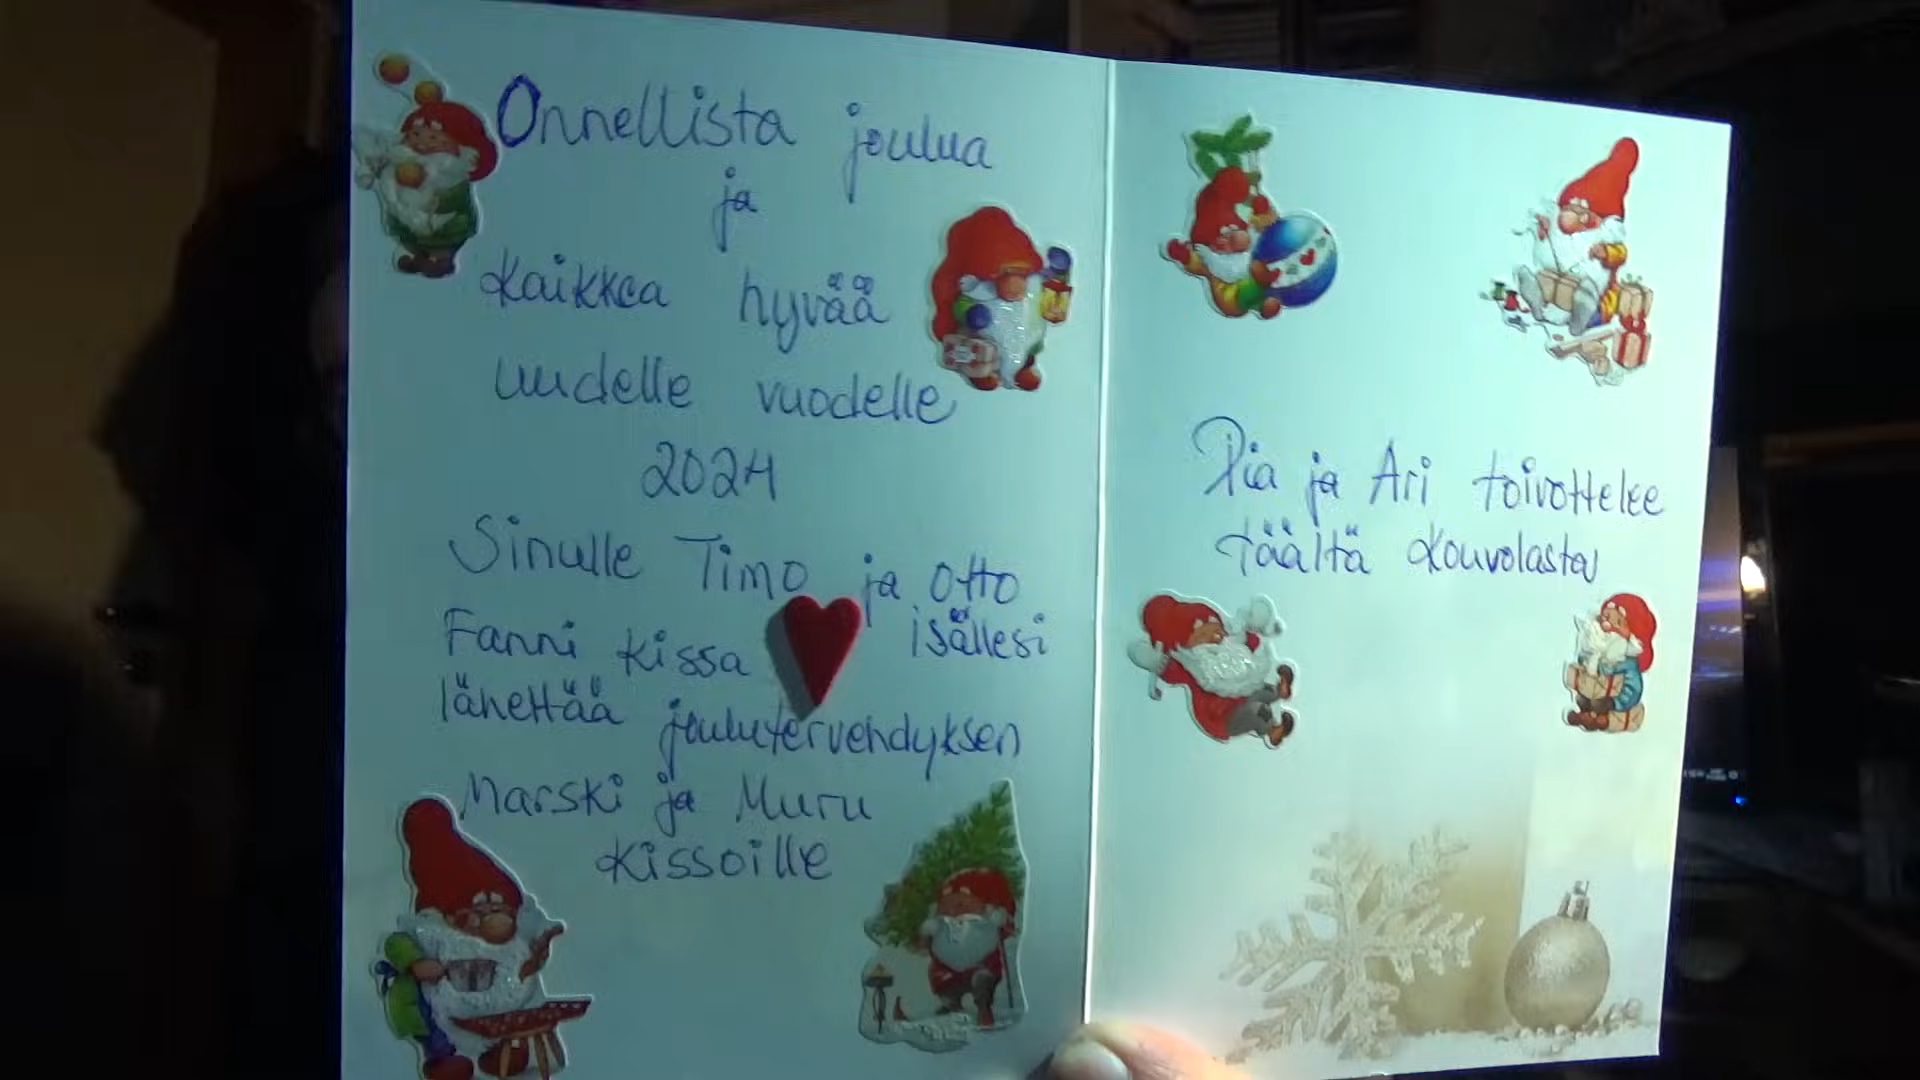 Onnellista joulua
ja
Kaikkea hyvää
uudelle vuodelle
2024
Sinulle Timo ja Otto
Fanni kissa isällesi
lähettää joulutervehdyksen
Marski ja Muru
Kissoille
Pia ja Ari toivottelee
täältä Kouvolasta